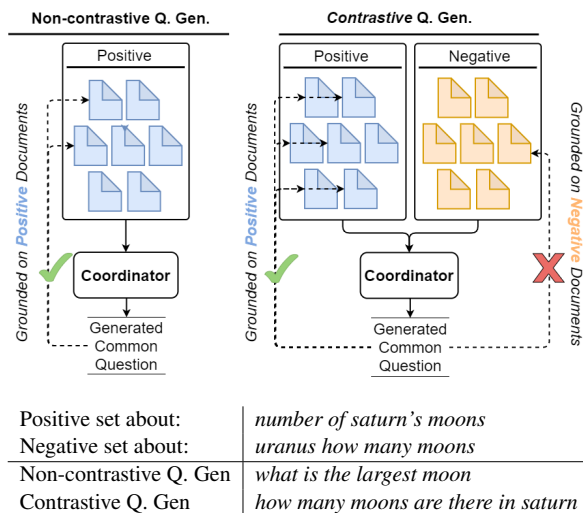 Non-contrastive Q. Gen.
Positive
Grounded on Positive Documents
Coordinator
Generated
Common
Question
Contrastive Q. Gen.
Positive
Negative
Grounded on Positive Documents
Grounded on Negative Documents
Coordinator
Generated
Common
Question
Positive set about: number of saturn's moons
Negative set about: uranus how many moons
Non-contrastive Q. Gen what is the largest moon
Contrastive Q. Gen how many moons are there in saturn